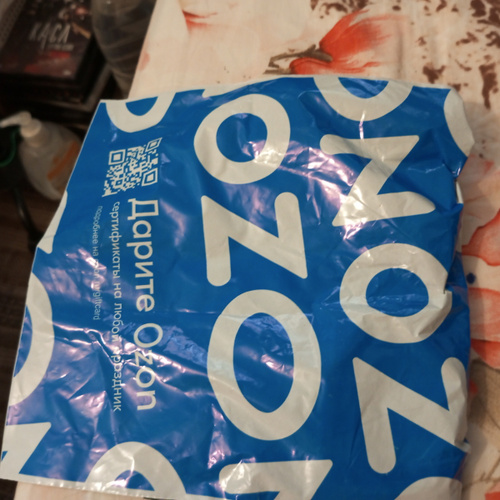 OZON
OZON
Дарите Ozon
сертификаты на любой праздник